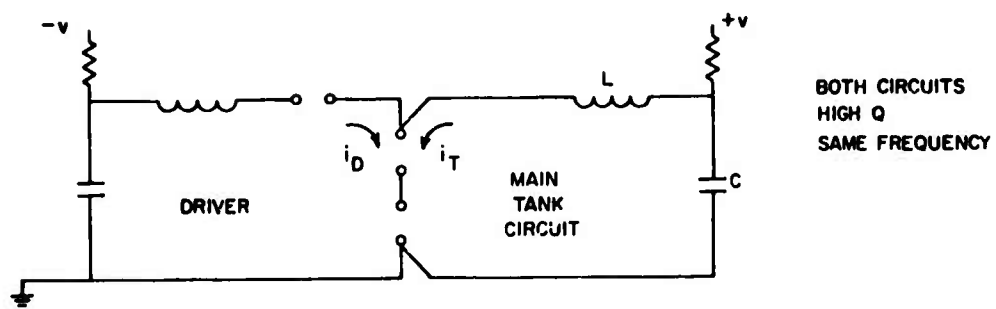 -v
+v
L
BOTH CIRCUITS
HIGH Q
SAME FREQUENCY
i_D
i_T
C
DRIVER
MAIN
TANK
CIRCUIT